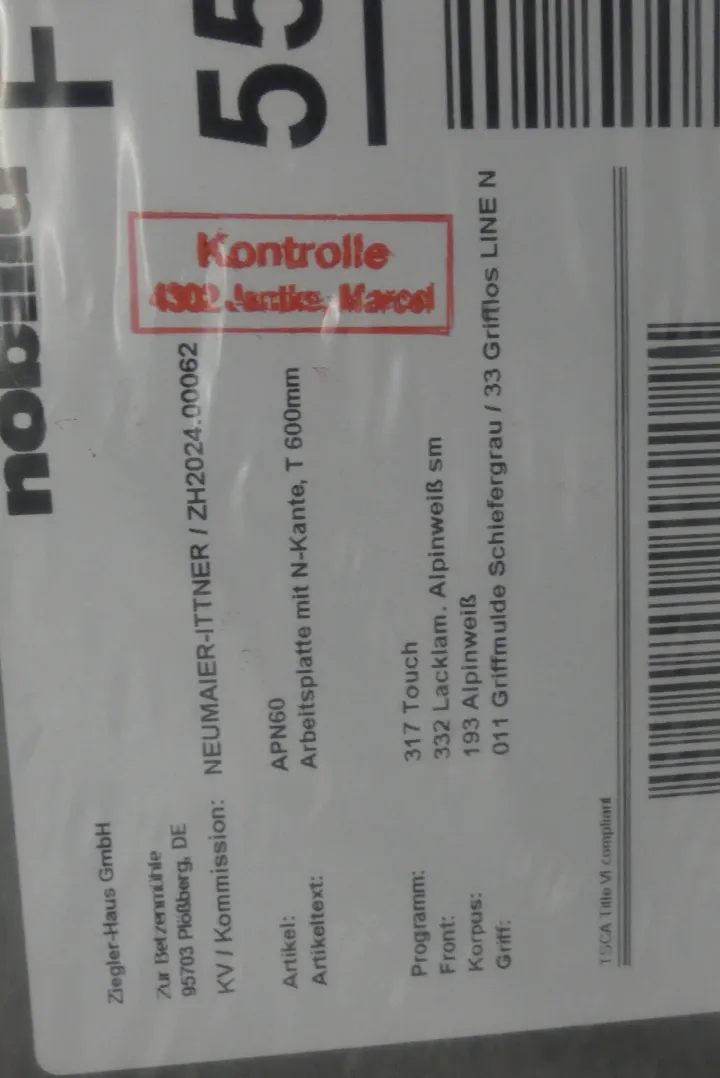 nobilia
55
Kontrolle
4302 Jantke, Marcel
Ziegler-Haus GmbH
Zur Betzenmühle
95703 Plößberg, DE
KV / Kommission: NEUMAIER-ITTNER / ZH2024.00062
Artikel: APN60
Artikeltext: Arbeitsplatte mit N-Kante, T 600mm
Programm: 317 Touch
Front: 332 Lacklam. Alpinweiß sm
Korpus: 193 Alpinweiß
Griff: 011 Griffmulde Schiefergrau / 33 Grifflos LINE N
TSCA Title VI compliant